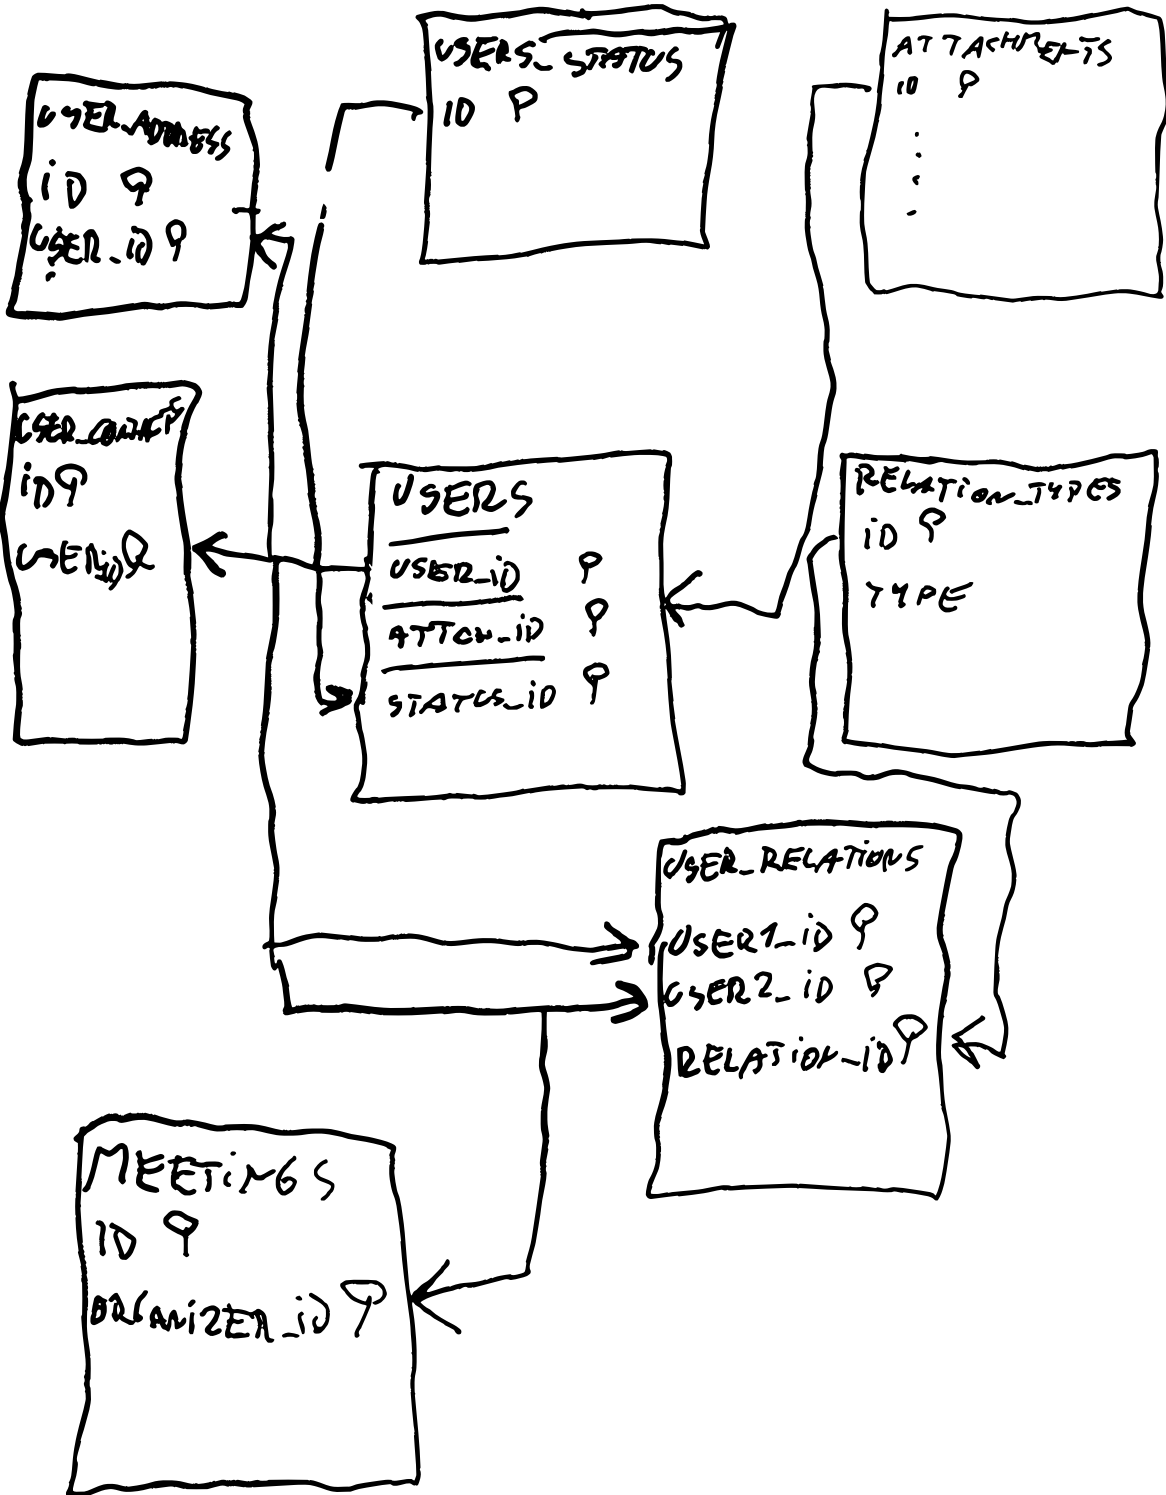 USERS_STATUS
ID
ATTACHMENTS
ID
USER_ADDRESS
iD
USER_iD
iD
USER_iD
USERS
USER_iD
ATTCH_iD
STATUS_iD
RELATiON_TYPES
iD
TYPE
USER_RELATiONS
USER1_iD
USER2_iD
RELATiON_iD
MEETiNGS
ID
ORGANiZER_iD